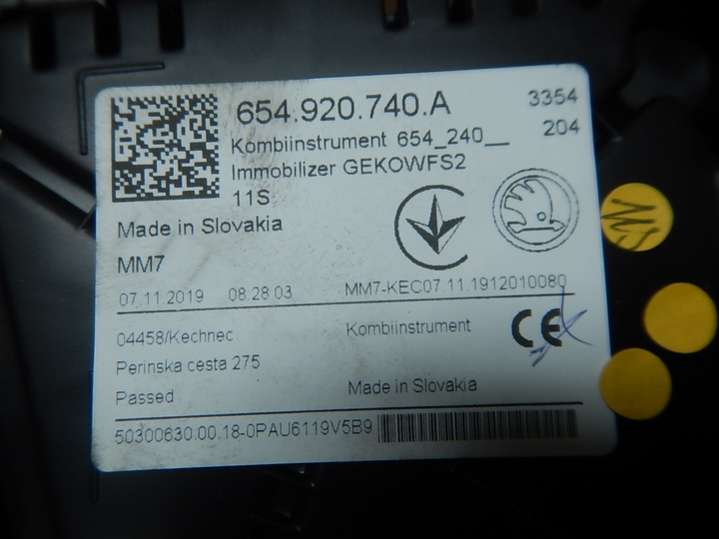 654.920.740.A
3354
Kombiinstrument 654_240__
204
Immobilizer GEKOWFS2
11S
Made in Slovakia
MM7
07.11.2019 08:28:03 MM7-KEC07.11.1912010080
04458/Kechnec Kombiinstrument CE
Perinska cesta 275
Passed Made in Slovakia
50300630.00.18-0PAU6119V5B9